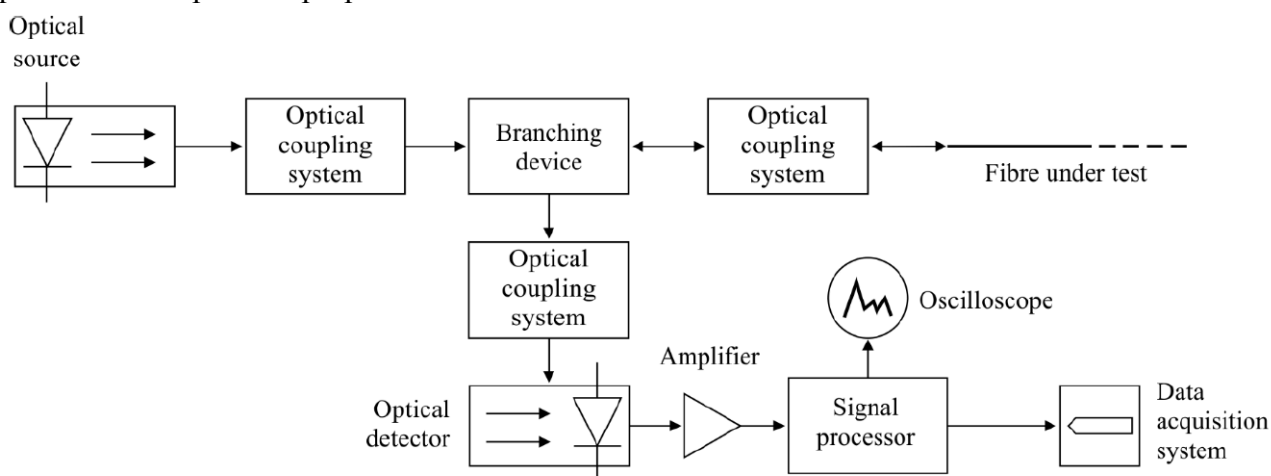 Optical
source
Optical
coupling
system
Branching
device
Optical
coupling
system
Fibre under test
Optical
coupling
system
Oscilloscope
Amplifier
Optical
detector
Signal
processor
Data
acquisition
system